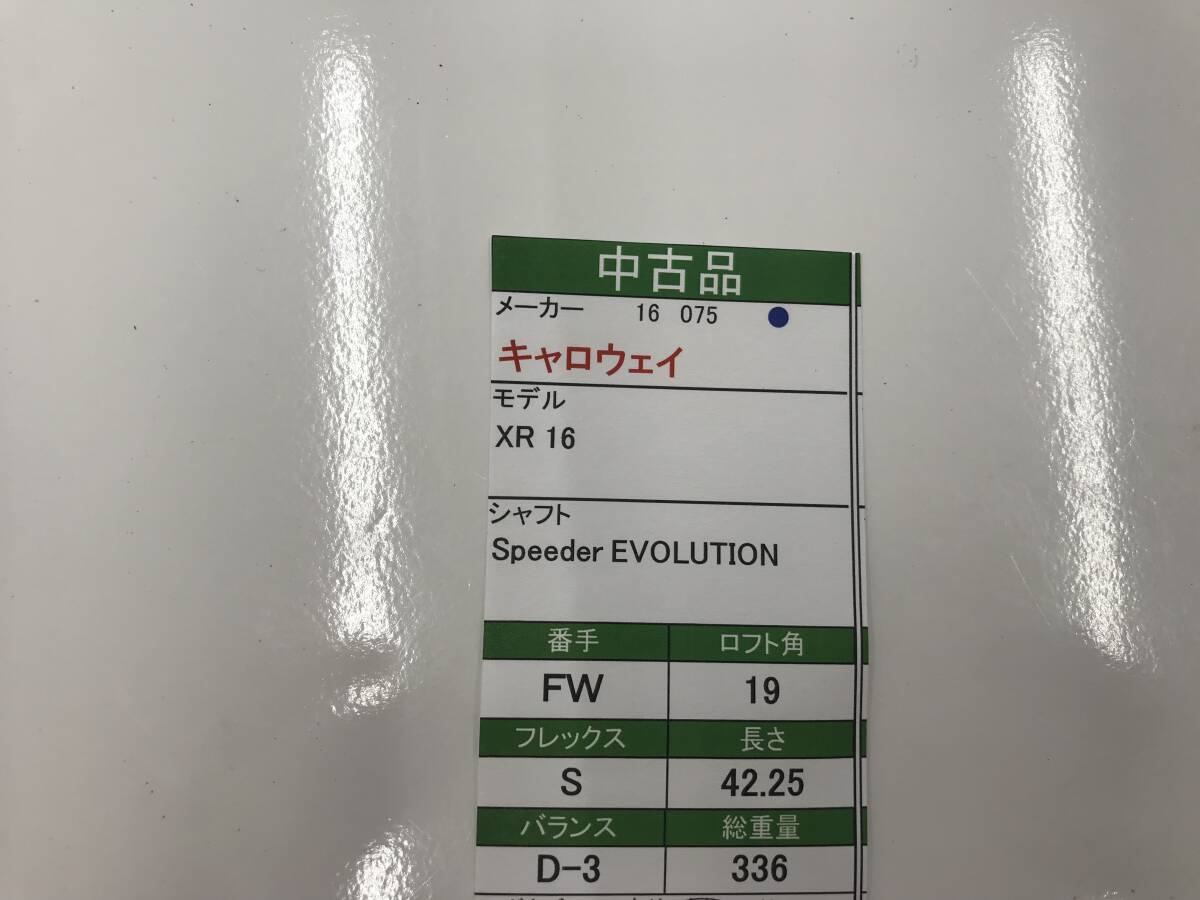 中古品
メーカー 16 075
キャロウェイ
モデル
XR 16
シャフト
Speeder EVOLUTION
番手 ロフト角
FW 19
フレックス 長さ
S 42.25
バランス 総重量
D-3 336